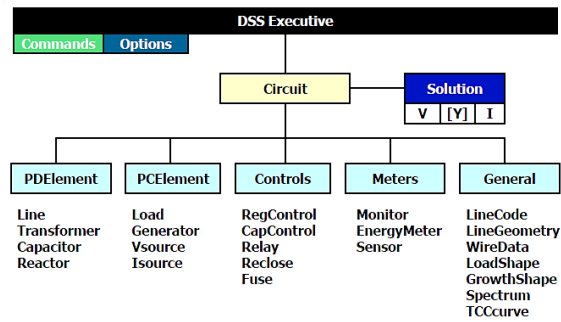 DSS Executive
Commands Options
Circuit
Solution
V [Y] I
PDElement PCElement Controls Meters General
Line
Transformer
Capacitor
Reactor
Load
Generator
Vsource
Isource
RegControl
CapControl
Relay
Reclose
Fuse
Monitor
EnergyMeter
Sensor
LineCode
LineGeometry
WireData
LoadShape
GrowthShape
Spectrum
TCCcurve